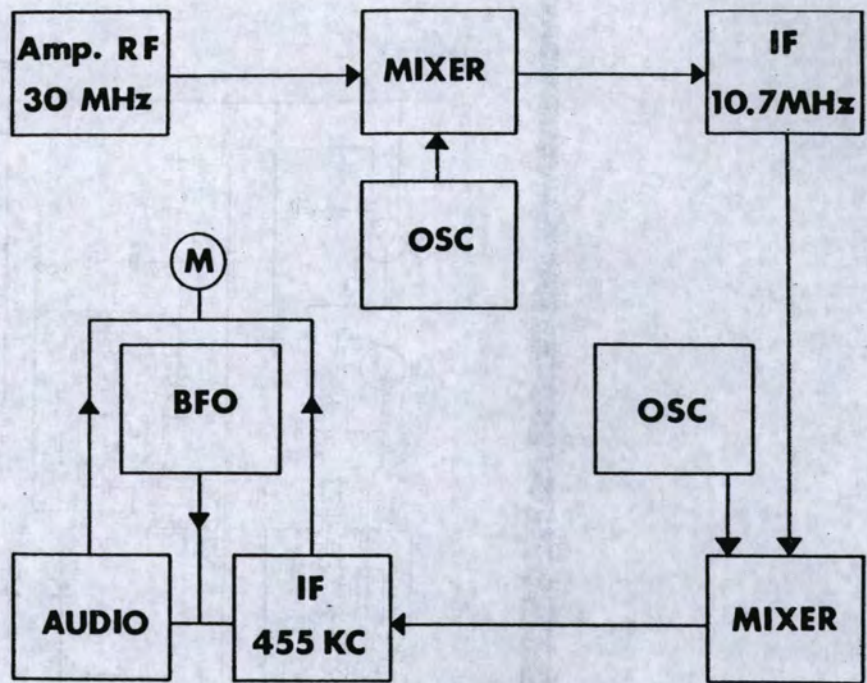 Amp. RF
30 MHz
MIXER
IF
10.7MHz
OSC
M
BFO
OSC
AUDIO
IF
455 KC
MIXER